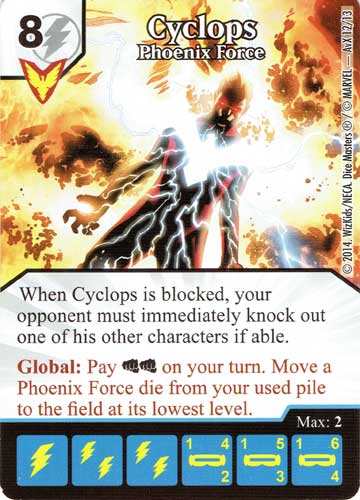 8
Cyclops
Phoenix Force
© 2014. WizKids/NECA. Dice Masters ® / © MARVEL — AvX 12/13
When Cyclops is blocked, your
opponent must immediately knock out
one of his other characters if able.
Global: Pay on your turn. Move a
Phoenix Force die from your used pile
to the field at its lowest level.
Max: 2
1 4 2
1 5 3
1 6 4